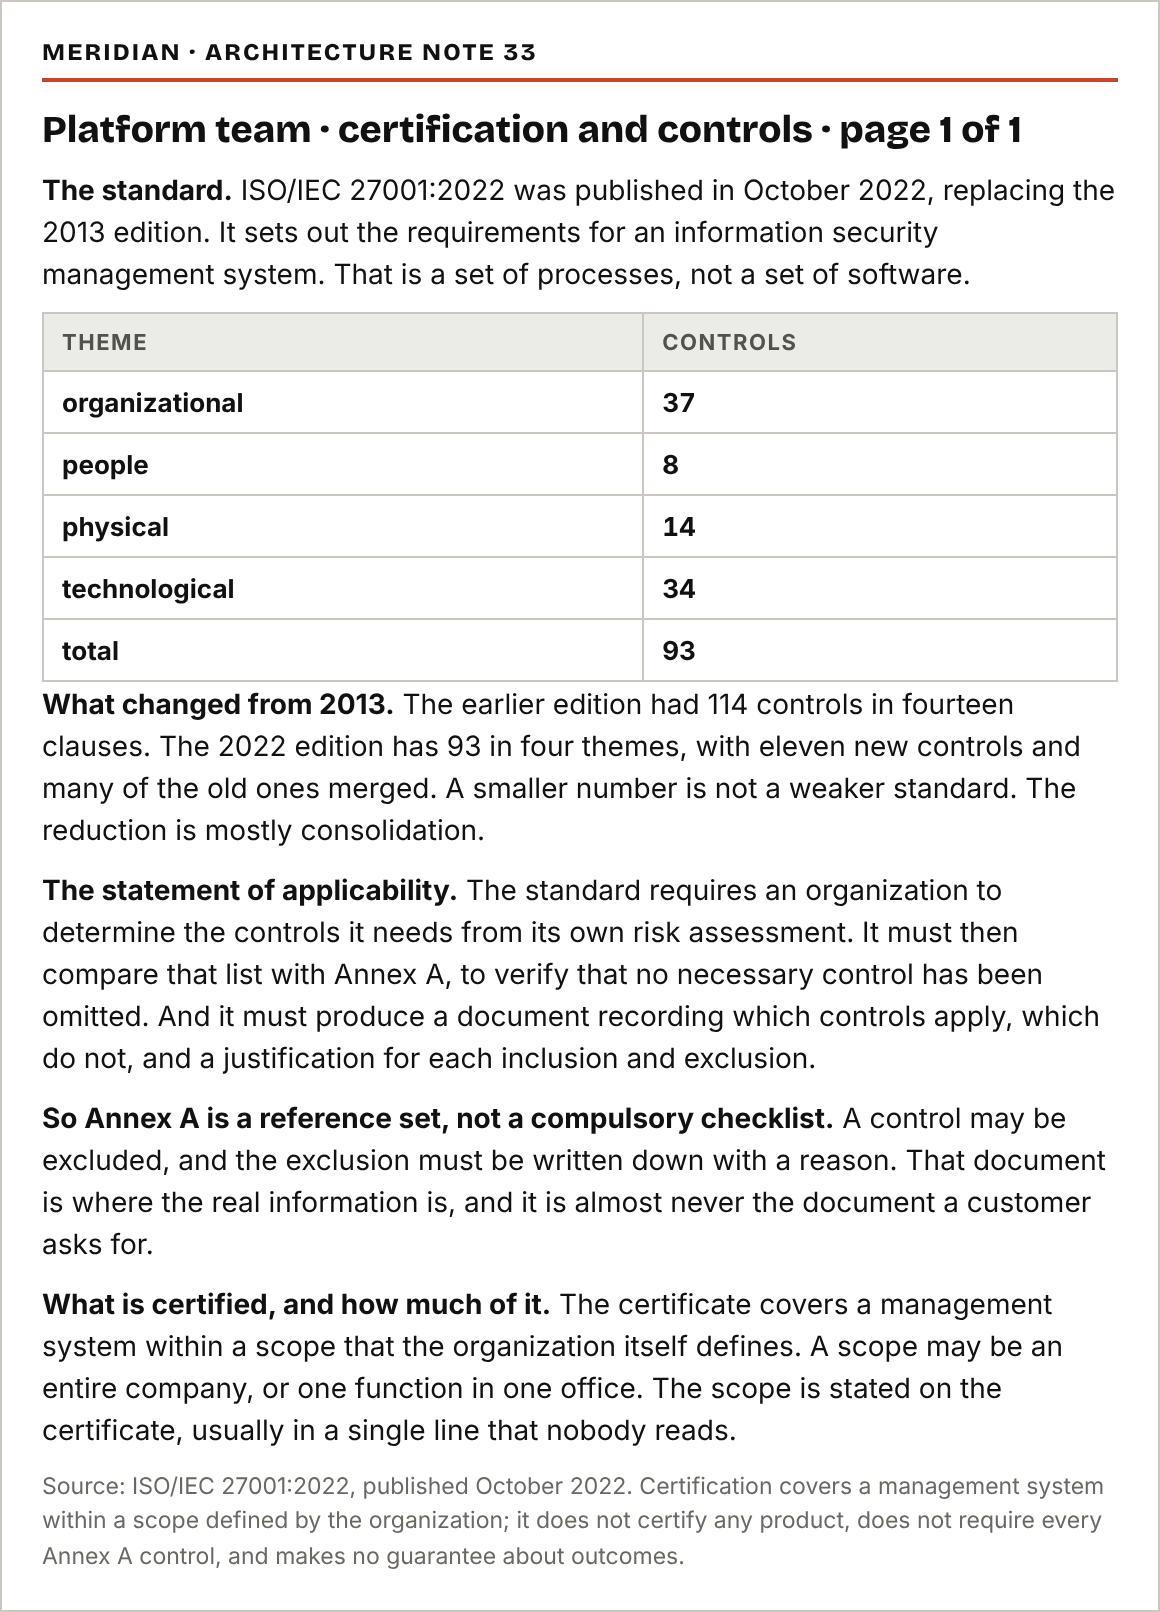 MERIDIAN · ARCHITECTURE NOTE 33
Platform team · certification and controls · page 1 of 1
The standard. ISO/IEC 27001:2022 was published in October 2022, replacing the
2013 edition. It sets out the requirements for an information security
management system. That is a set of processes, not a set of software.
THEME CONTROLS
organizational 37
people 8
physical 14
technological 34
total 93
What changed from 2013. The earlier edition had 114 controls in fourteen
clauses. The 2022 edition has 93 in four themes, with eleven new controls and
many of the old ones merged. A smaller number is not a weaker standard. The
reduction is mostly consolidation.
The statement of applicability. The standard requires an organization to
determine the controls it needs from its own risk assessment. It must then
compare that list with Annex A, to verify that no necessary control has been
omitted. And it must produce a document recording which controls apply, which
do not, and a justification for each inclusion and exclusion.
So Annex A is a reference set, not a compulsory checklist. A control may be
excluded, and the exclusion must be written down with a reason. That document
is where the real information is, and it is almost never the document a customer
asks for.
What is certified, and how much of it. The certificate covers a management
system within a scope that the organization itself defines. A scope may be an
entire company, or one function in one office. The scope is stated on the
certificate, usually in a single line that nobody reads.
Source: ISO/IEC 27001:2022, published October 2022. Certification covers a management system
within a scope defined by the organization; it does not certify any product, does not require every
Annex A control, and makes no guarantee about outcomes.